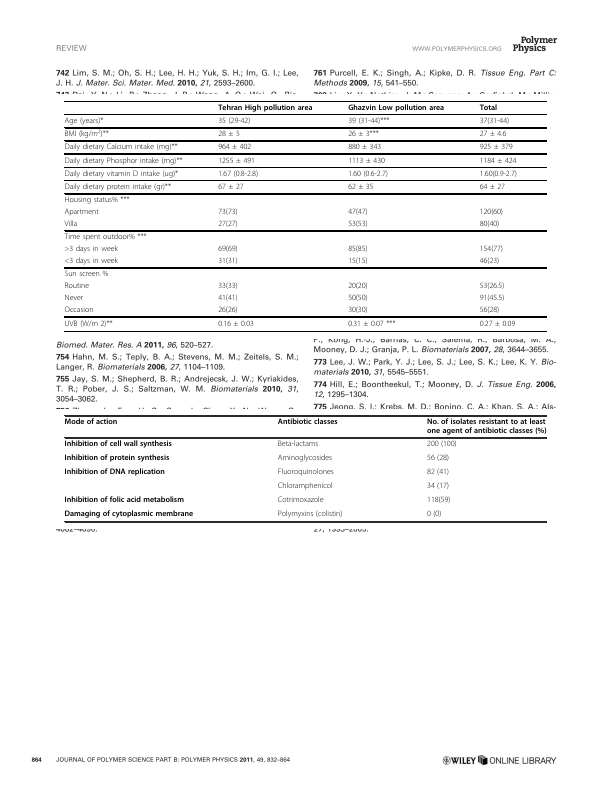 REVIEW
WWW.POLYMERPHYSICS.ORG
Polymer
Physics
742 Lim, S. M.; Oh, S. H.; Lee, H. H.; Yuk, S. H.; Im, G. I.; Lee,
J. H. J. Mater. Sci. Mater. Med. 2010, 21, 2593–2600.
761 Purcell, E. K.; Singh, A.; Kipke, D. R. Tissue Eng. Part C:
Methods 2009, 15, 541–550.
Tehran High pollution area Ghazvin Low pollution area Total
Age (years)* 35 (29-42) 39 (31-44)*** 37(31-44)
BMI (kg/m²)** 28 ± 5 26 ± 3*** 27 ± 4.6
Daily dietary Calcium intake (mg)** 964 ± 402 880 ± 343 925 ± 379
Daily dietary Phosphor intake (mg)** 1255 ± 491 1113 ± 430 1184 ± 424
Daily dietary vitamin D intake (ug)* 1.67 (0.8-2.8) 1.60 (0.6-2.7) 1.60(0.9-2.7)
Daily dietary protein intake (gr)** 67 ± 27 62 ± 35 64 ± 27
Housing status% ***
Apartment 73(73) 47(47) 120(60)
Villa 27(27) 53(53) 80(40)
Time spent outdoor% ***
>3 days in week 69(69) 85(85) 154(77)
<3 days in week 31(31) 15(15) 46(23)
Sun screen %
Routine 33(33) 20(20) 53(26.5)
Never 41(41) 50(50) 91(45.5)
Occasion 26(26) 30(30) 56(28)
UVB (W/m 2)** 0.16 ± 0.03 0.31 ± 0.07 *** 0.27 ± 0.09
Biomed. Mater. Res. A 2011, 96, 520–527.
754 Hahn, M. S.; Teply, B. A.; Stevens, M. M.; Zeitels, S. M.;
Langer, R. Biomaterials 2006, 27, 1104–1109.
755 Jay, S. M.; Shepherd, B. R.; Andrejecsk, J. W.; Kyriakides,
T. R.; Pober, J. S.; Saltzman, W. M. Biomaterials 2010, 31,
3054–3062.
Mooney, D. J.; Granja, P. L. Biomaterials 2007, 28, 3644–3655.
773 Lee, J. W.; Park, Y. J.; Lee, S. J.; Lee, S. K.; Lee, K. Y. Bio-
materials 2010, 31, 5545–5551.
774 Hill, E.; Boontheekul, T.; Mooney, D. J. Tissue Eng. 2006,
12, 1295–1304.
775 Jeong, S. I.; Krebs, M. D.; Bonino, C. A.; Khan, S. A.; Als-
Mode of action Antibiotic classes No. of isolates resistant to at least
one agent of antibiotic classes (%)
Inhibition of cell wall synthesis Beta-lactams 200 (100)
Inhibition of protein synthesis Aminoglycosides 56 (28)
Inhibition of DNA replication Fluoroquinolones 82 (41)
Chloramphenicol 34 (17)
Inhibition of folic acid metabolism Cotrimoxazole 118(59)
Damaging of cytoplasmic membrane Polymyxins (colistin) 0 (0)
864 JOURNAL OF POLYMER SCIENCE PART B: POLYMER PHYSICS 2011, 49, 832–864
WILEY ONLINE LIBRARY